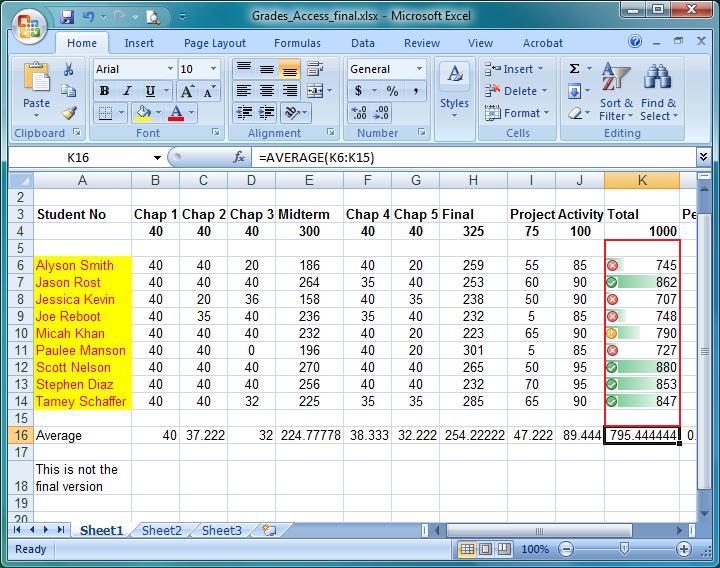 Grades_Access_final.xlsx - Microsoft Excel
Home Insert Page Layout Formulas Data Review View Acrobat
Arial 10 General Insert Σ
Paste B I U A A $ % , Styles Delete Sort & Filter Find & Select
A .00 .0 Format
Clipboard Font Alignment Number Cells Editing
K16 fx =AVERAGE(K6:K15)
A B C D E F G H I J K
2
3 Student No Chap 1 Chap 2 Chap 3 Midterm Chap 4 Chap 5 Final Project Activity Total Pe
4 40 40 40 300 40 40 325 75 100 1000
5
6 Alyson Smith 40 40 20 186 40 20 259 55 85 745
7 Jason Rost 40 40 40 264 35 40 253 60 90 862
8 Jessica Kevin 40 20 36 158 40 35 238 50 90 707
9 Joe Reboot 40 35 40 236 35 40 232 5 85 748
10 Micah Khan 40 40 40 232 40 20 223 65 90 790
11 Paulee Manson 40 40 0 196 40 20 301 5 85 727
12 Scott Nelson 40 40 40 270 40 40 265 50 95 880
13 Stephen Diaz 40 40 40 256 40 40 232 70 95 853
14 Tamey Schaffer 40 40 32 225 35 35 285 65 90 847
15
16 Average 40 37.222 32 224.77778 38.333 32.222 254.22222 47.222 89.444 795.444444 0.
17
18 This is not the
final version
19
20
Sheet1 Sheet2 Sheet3
Ready 100%